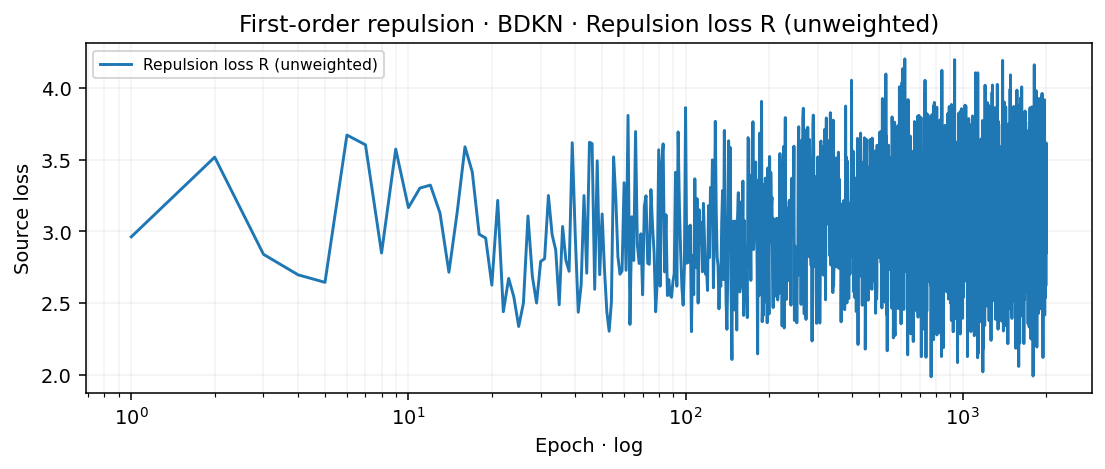 First-order repulsion · BDKN · Repulsion loss R (unweighted)
Repulsion loss R (unweighted)
Source loss
4.0
3.5
3.0
2.5
2.0
10⁰
10¹
10²
10³
Epoch · log